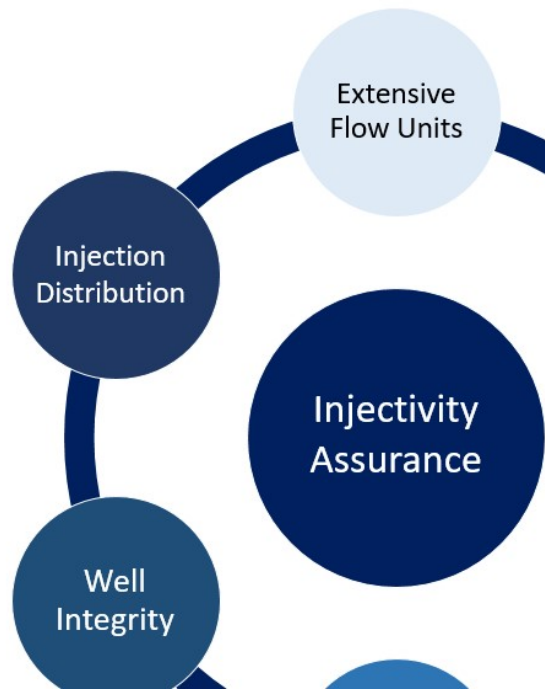 Extensive
Flow Units
Injection
Distribution
Injectivity
Assurance
Well
Integrity